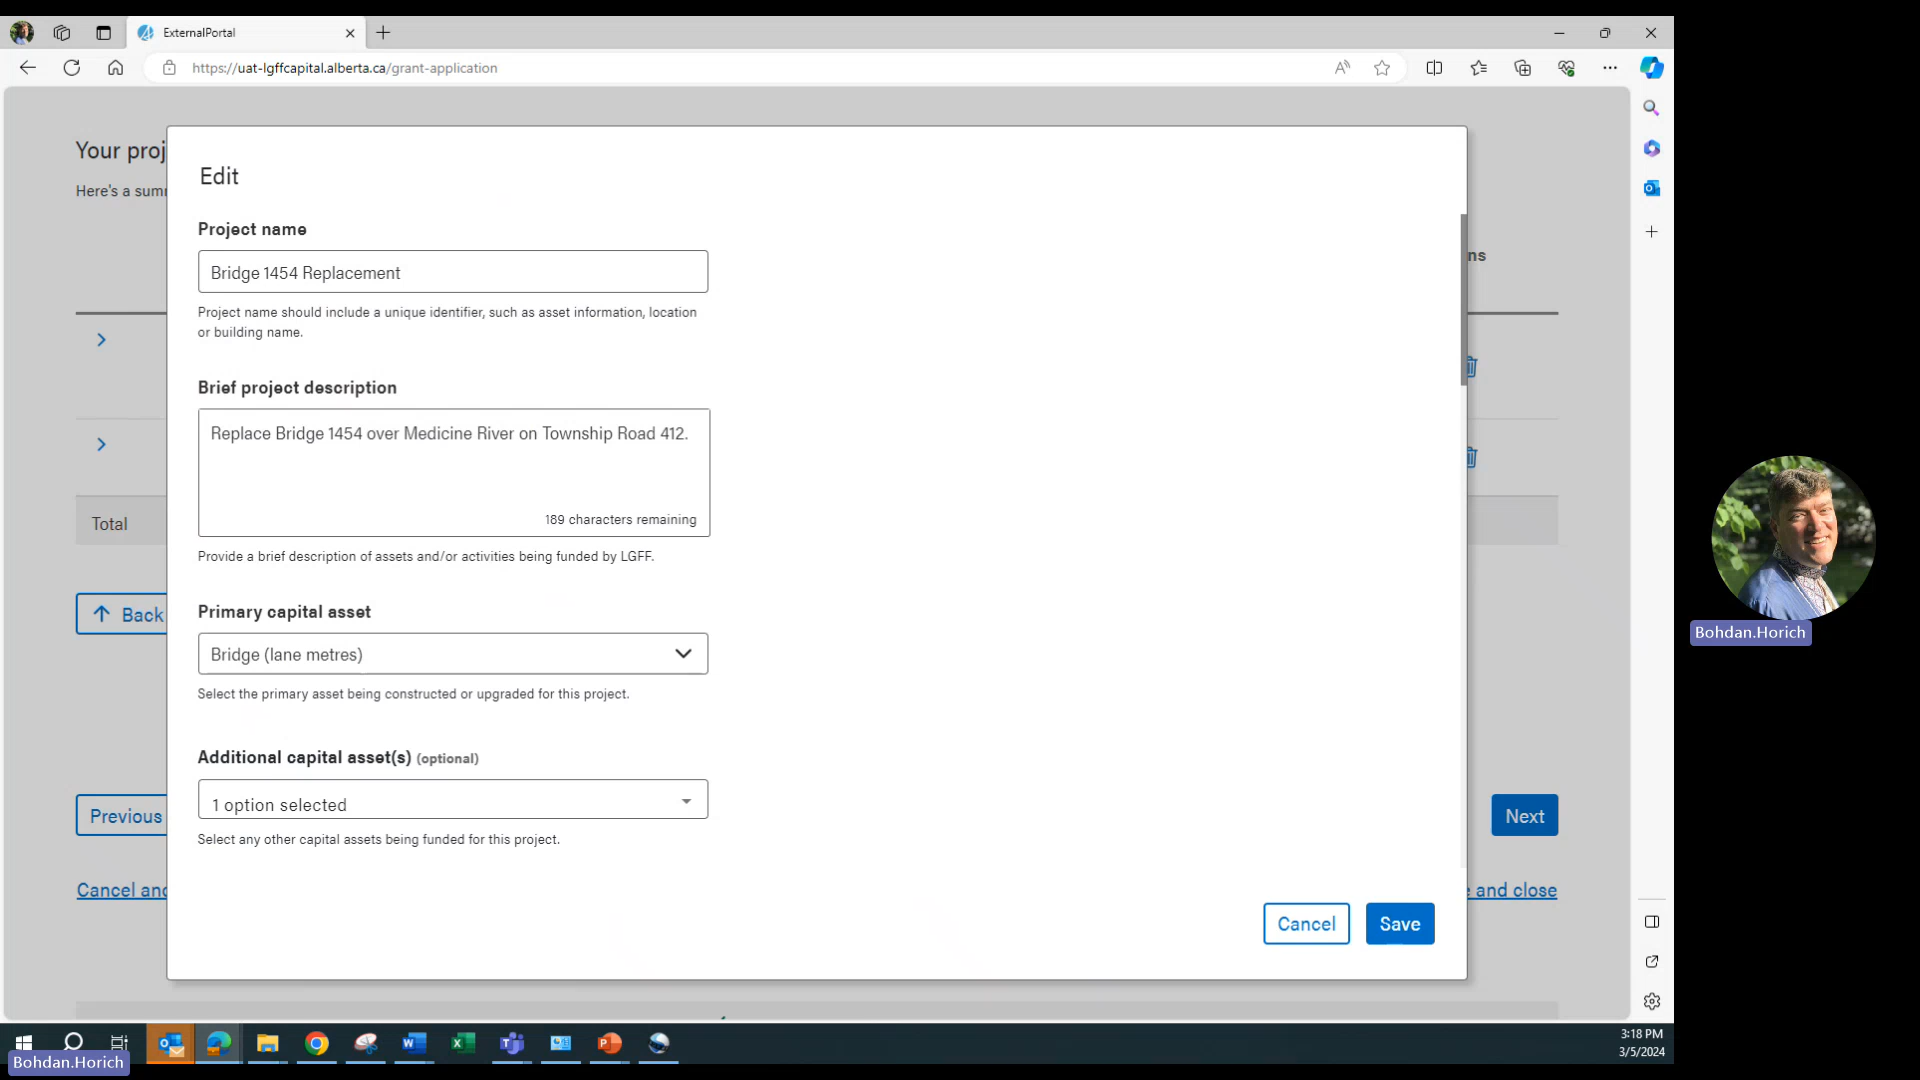 ExternalPortal
https://uat-lgffcapital.alberta.ca/grant-application
Your proj
Here's a sum
Edit
Project name
Bridge 1454 Replacement
Project name should include a unique identifier, such as asset information, location
or building name.
ns
Brief project description
Replace Bridge 1454 over Medicine River on Township Road 412.
189 characters remaining
Provide a brief description of assets and/or activities being funded by LGFF.
Total
Back
Primary capital asset
Bridge (lane metres)
Select the primary asset being constructed or upgraded for this project.
Additional capital asset(s) (optional)
1 option selected
Select any other capital assets being funded for this project.
Previous
Next
Cancel and
e and close
Cancel
Save
Bohdan.Horich
3:18 PM
3/5/2024
Bohdan.Horich